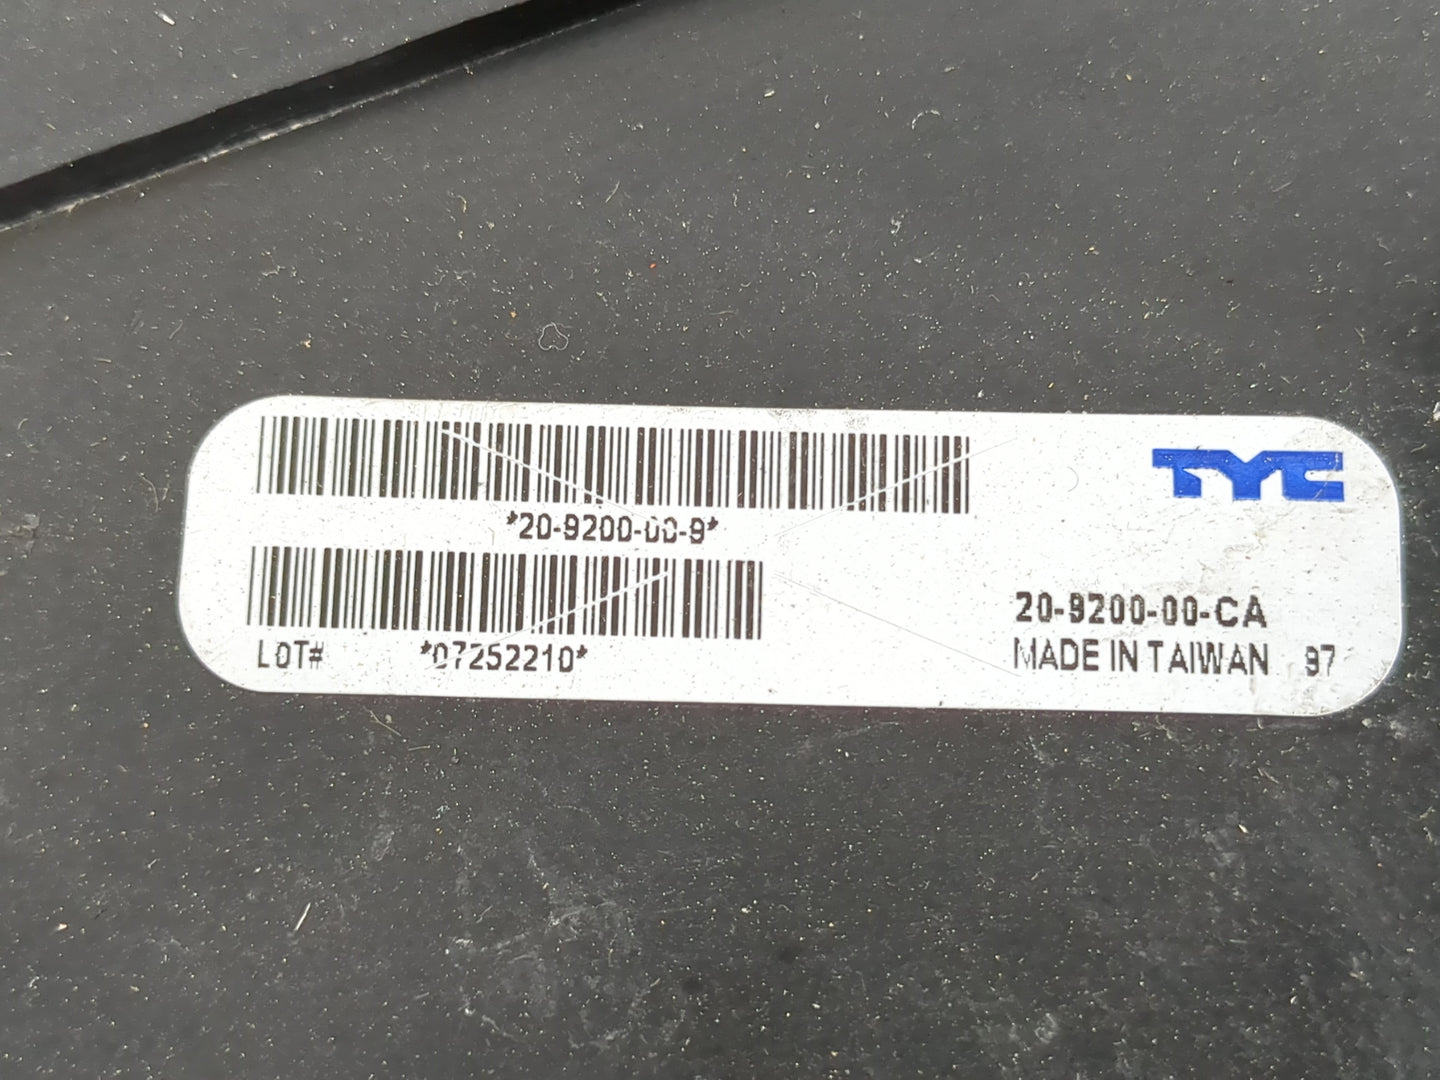 TYC
*20-9200-00-9*
20-9200-00-CA
LOT# *07252210*
MADE IN TAIWAN 97